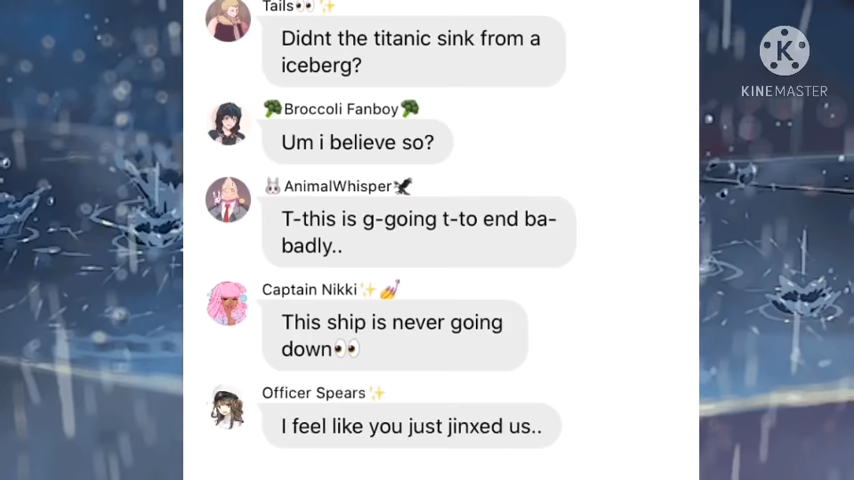 Tails👀✨
Didnt the titanic sink from a
iceberg?
🥦Broccoli Fanboy🥦
Um i believe so?
🐰AnimalWhisper🦅
T-this is g-going t-to end ba-
badly..
Captain Nikki✨💅
This ship is never going
down👀
Officer Spears✨
I feel like you just jinxed us..
K
KINEMASTER